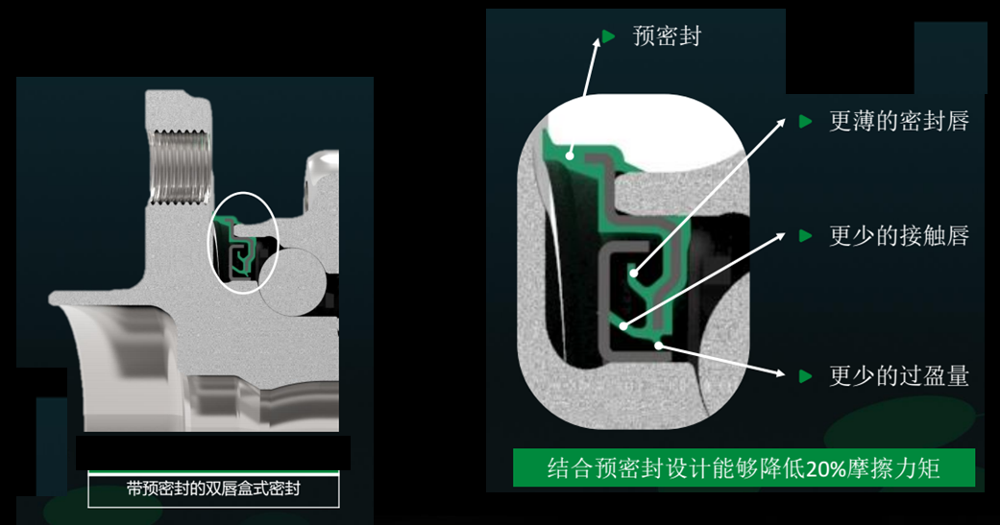 预密封
更薄的密封唇
更少的接触唇
更少的过盈量
带预密封的双唇盒式密封
结合预密封设计能够降低20%摩擦力矩